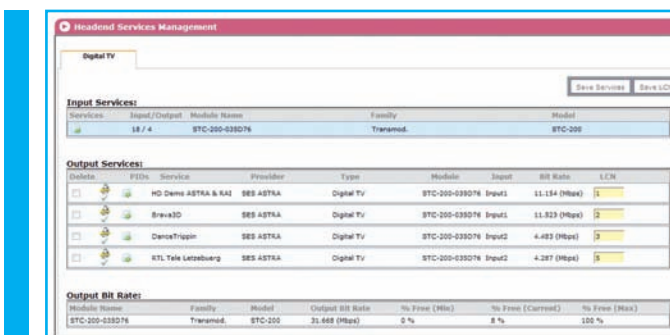 Headend Services Management
Digital TV
Save Services Save LCN
Input Services:
Services Input/Output Module Name Family Model
18 / 4 STC-200-035D76 Transmod. STC-200
Output Services:
Delete PIDs Service Provider Type Module Input Bit Rate LCN
HD Demo ASTRA & RAI SES ASTRA Digital TV STC-200-035D76 Input1 11.154 (Mbps) 1
Brava3D SES ASTRA Digital TV STC-200-035D76 Input1 11.523 (Mbps) 2
DanceTrippin SES ASTRA Digital TV STC-200-035D76 Input2 4.483 (Mbps) 3
RTL Tele Letzebuerg SES ASTRA Digital TV STC-200-035D76 Input2 4.287 (Mbps) 5
Output Bit Rate:
Module Name Family Model Output Bit Rate % Free (Min) % Free (Current) % Free (Max)
STC-200-035D76 Transmod. STC-200 31.668 (Mbps) 0 % 8 % 100 %